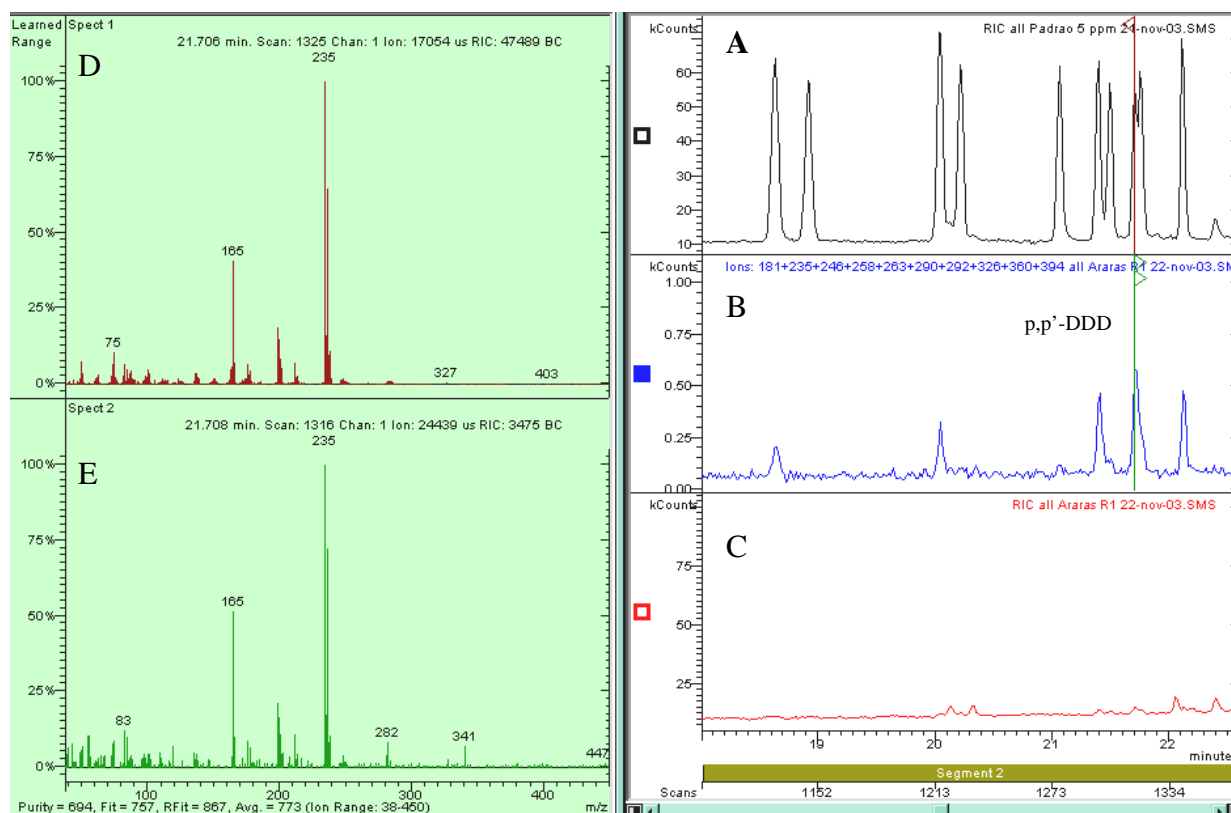 Learned
Range
Spect 1
21.706 min. Scan: 1325 Chan: 1 Ion: 17054 us RIC: 47489 BC
D
235
100%
75%
50%
165
25%
75
327
403
0%
Spect 2
21.708 min. Scan: 1316 Chan: 1 Ion: 24439 us RIC: 3475 BC
235
E
100%
75%
165
50%
25%
83
282
341
447
0%
100
200
300
400
Purity = 694, Fit = 757, RFit = 867, Avg. = 773 (Ion Range: 38-450)
m/z
kCounts
A
RIC all Padrao 5 ppm 21-nov-03.SMS
60
50
40
30
20
10
kCounts
Ions: 181+235+246+258+263+290+292+326+360+394 all Araras R1 22-nov-03.SM
1.00
B
p,p'-DDD
0.75
0.50
0.25
0.00
kCounts
RIC all Araras R1 22-nov-03.SMS
C
75
50
25
19
20
21
22
minute
Segment 2
Scans
1152
1213
1273
1334